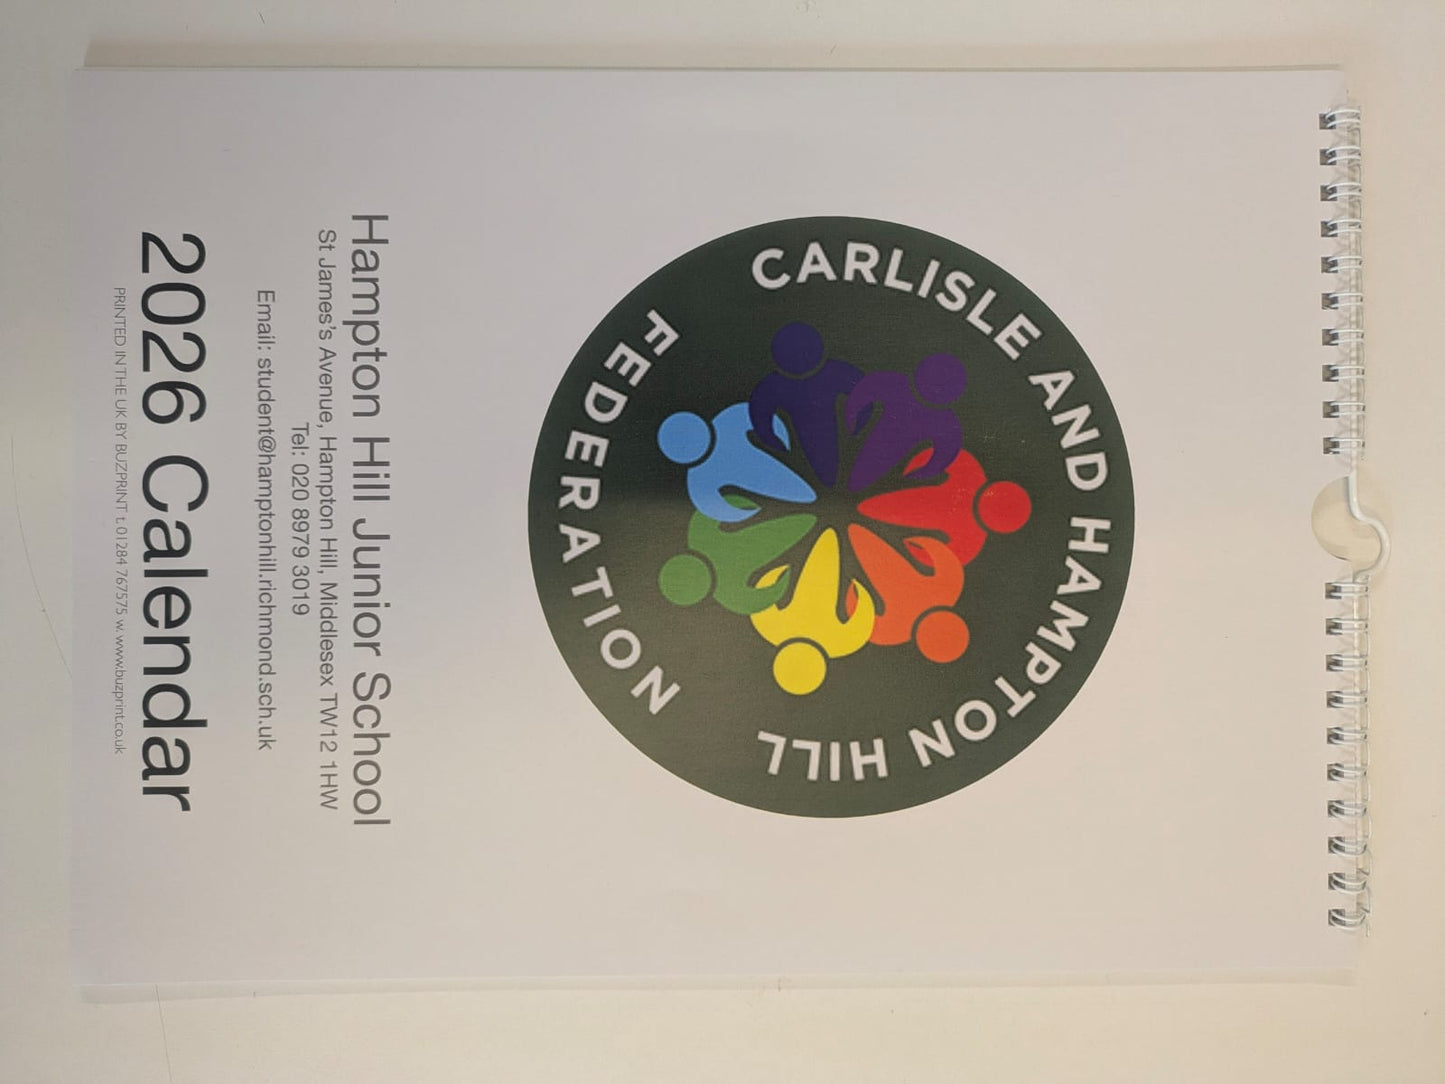 CARLISLE AND HAMPTON HILL
FEDERATION
Hampton Hill Junior School
St James's Avenue, Hampton Hill, Middlesex TW12 1HW
Tel: 020 8979 3019
Email: student@hamptonhill.richmond.sch.uk
2026 Calendar
PRINTED IN THE UK BY BUZPRINT t. 01284 767575 w. www.buzprint.co.uk